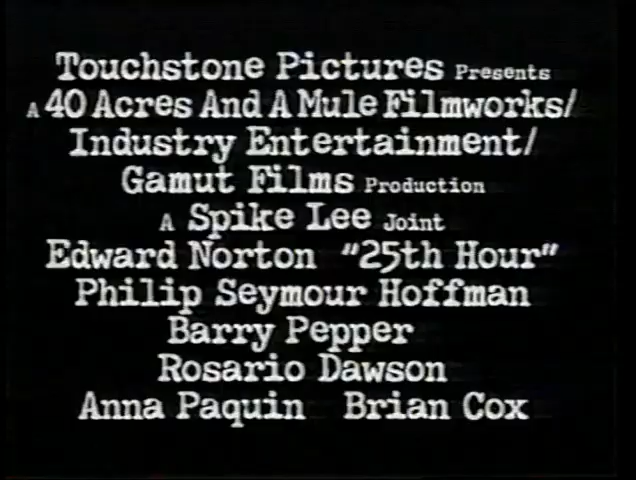 Touchstone Pictures Presents
A 40 Acres And A Mule Filmworks/
Industry Entertainment/
Gamut Films Production
A Spike Lee Joint
Edward Norton "25th Hour"
Philip Seymour Hoffman
Barry Pepper
Rosario Dawson
Anna Paquin Brian Cox